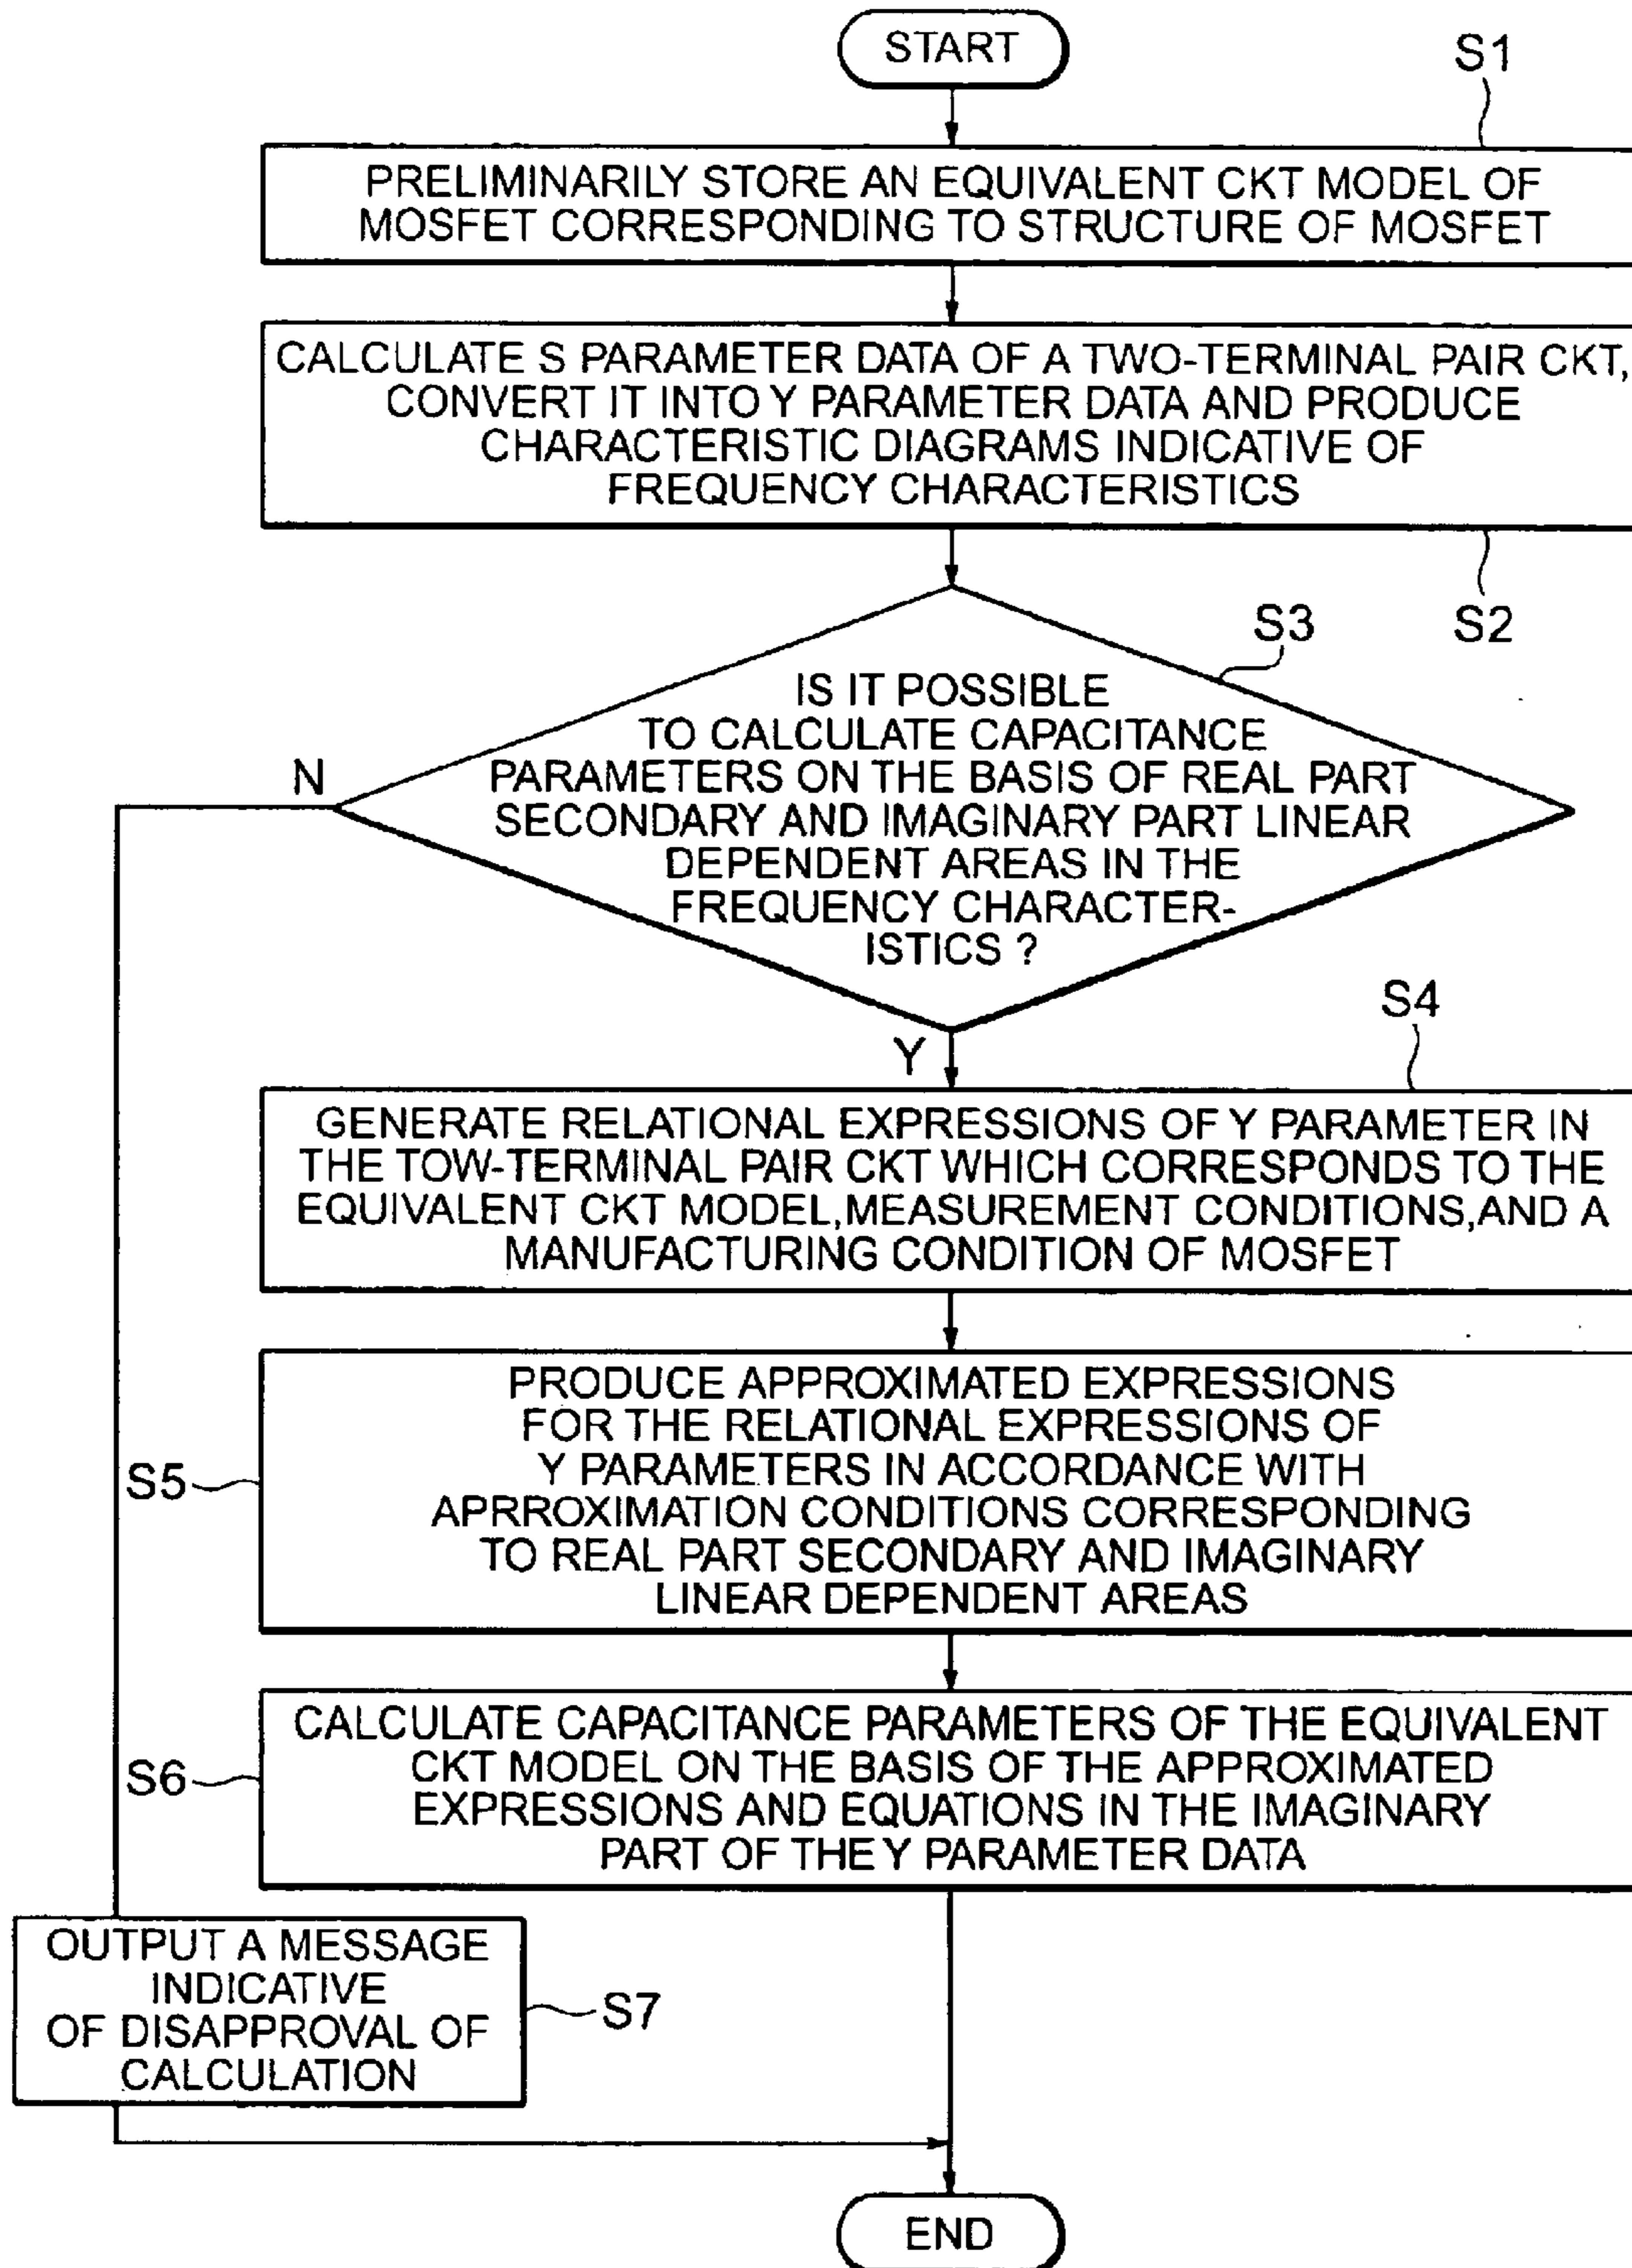 START
S1
PRELIMINARILY STORE AN EQUIVALENT CKT MODEL OF
MOSFET CORRESPONDING TO STRUCTURE OF MOSFET
CALCULATE S PARAMETER DATA OF A TWO-TERMINAL PAIR CKT,
CONVERT IT INTO Y PARAMETER DATA AND PRODUCE
CHARACTERISTIC DIAGRAMS INDICATIVE OF
FREQUENCY CHARACTERISTICS
S2
S3
IS IT POSSIBLE
TO CALCULATE CAPACITANCE
PARAMETERS ON THE BASIS OF REAL PART
SECONDARY AND IMAGINARY PART LINEAR
DEPENDENT AREAS IN THE
FREQUENCY CHARACTER-
ISTICS ?
N
Y
S4
GENERATE RELATIONAL EXPRESSIONS OF Y PARAMETER IN
THE TOW-TERMINAL PAIR CKT WHICH CORRESPONDS TO THE
EQUIVALENT CKT MODEL,MEASUREMENT CONDITIONS,AND A
MANUFACTURING CONDITION OF MOSFET
S5
PRODUCE APPROXIMATED EXPRESSIONS
FOR THE RELATIONAL EXPRESSIONS OF
Y PARAMETERS IN ACCORDANCE WITH
APRROXIMATION CONDITIONS CORRESPONDING
TO REAL PART SECONDARY AND IMAGINARY
LINEAR DEPENDENT AREAS
S6
CALCULATE CAPACITANCE PARAMETERS OF THE EQUIVALENT
CKT MODEL ON THE BASIS OF THE APPROXIMATED
EXPRESSIONS AND EQUATIONS IN THE IMAGINARY
PART OF THE Y PARAMETER DATA
OUTPUT A MESSAGE
INDICATIVE
OF DISAPPROVAL OF
CALCULATION
S7
END